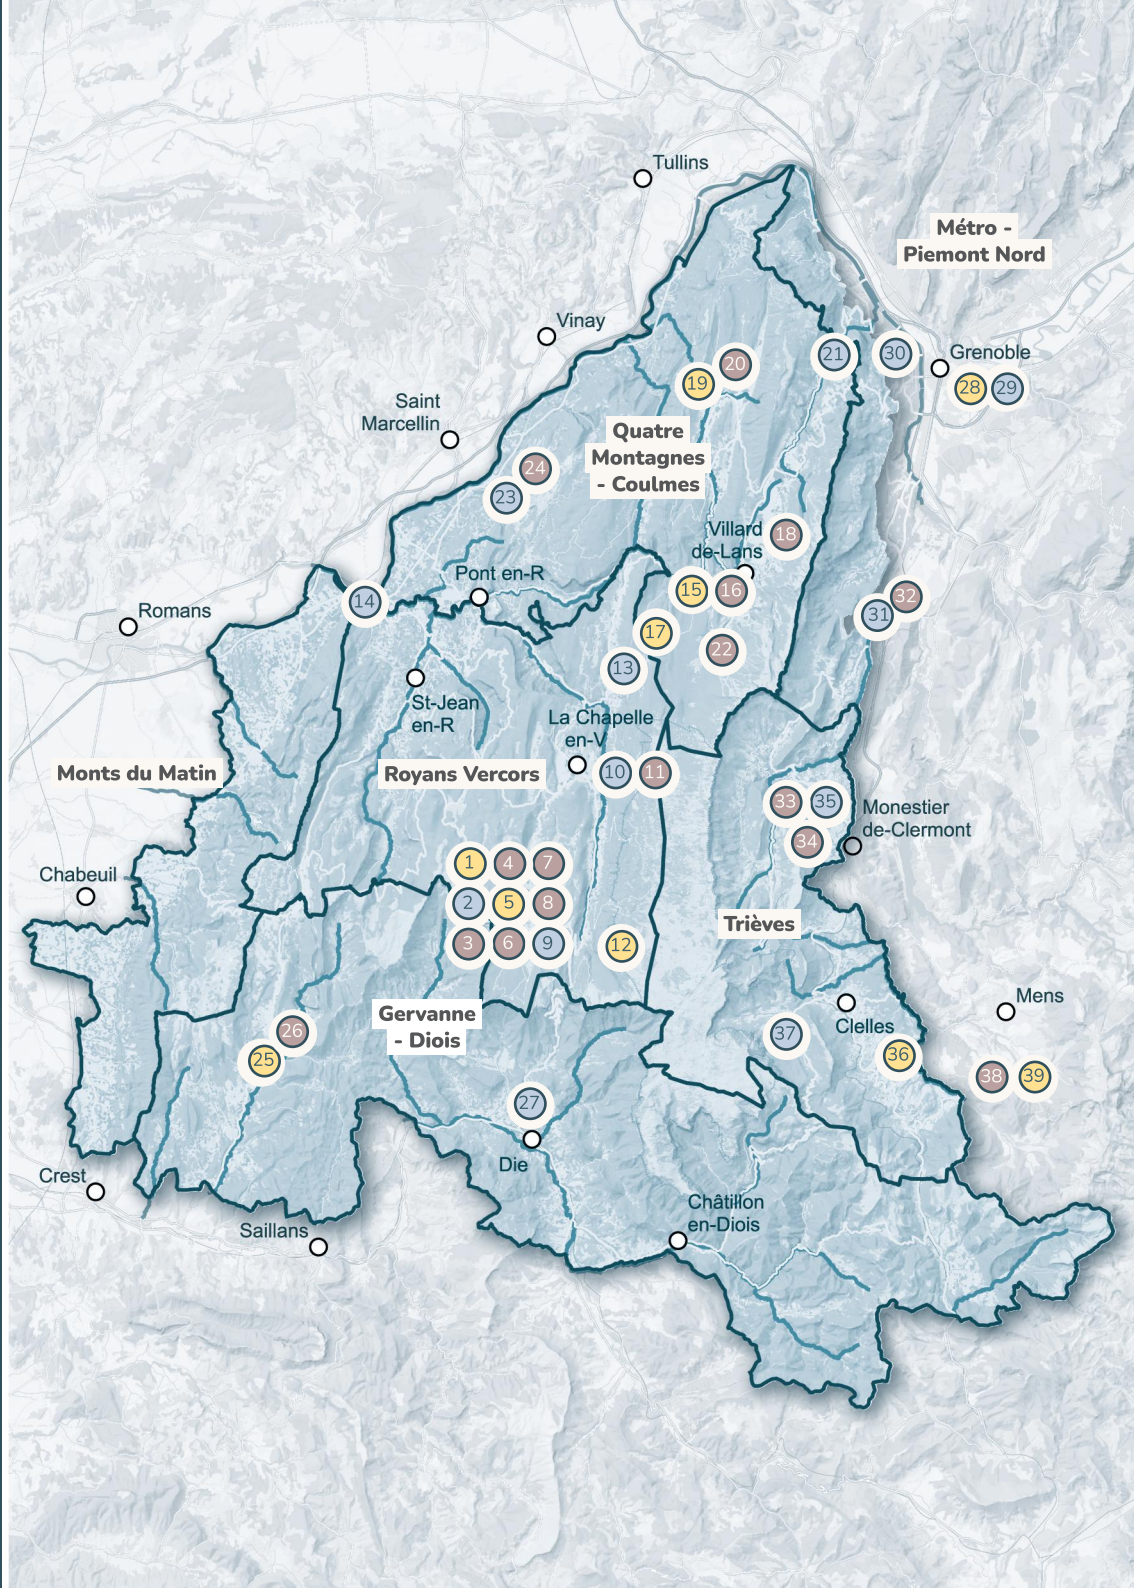 Tullins
Métro -
Piemont Nord
Vinay
Grenoble
21
30
20
19
28
29
Saint
Marcellin
Quatre
Montagnes
- Coulmes
24
23
Villard
de-Lans
18
Pont en-R
15
16
32
14
Romans
31
17
22
13
St-Jean
en-R
La Chapelle
en-V
Monts du Matin
Royans Vercors
10
11
33
35
Monestier
de-Clermont
34
Chabeuil
1
4
7
2
5
8
3
6
9
12
Trièves
Mens
Gervanne
- Diois
Clelles
26
25
37
36
38
39
27
Die
Crest
Saillans
Châtillon
en-Diois